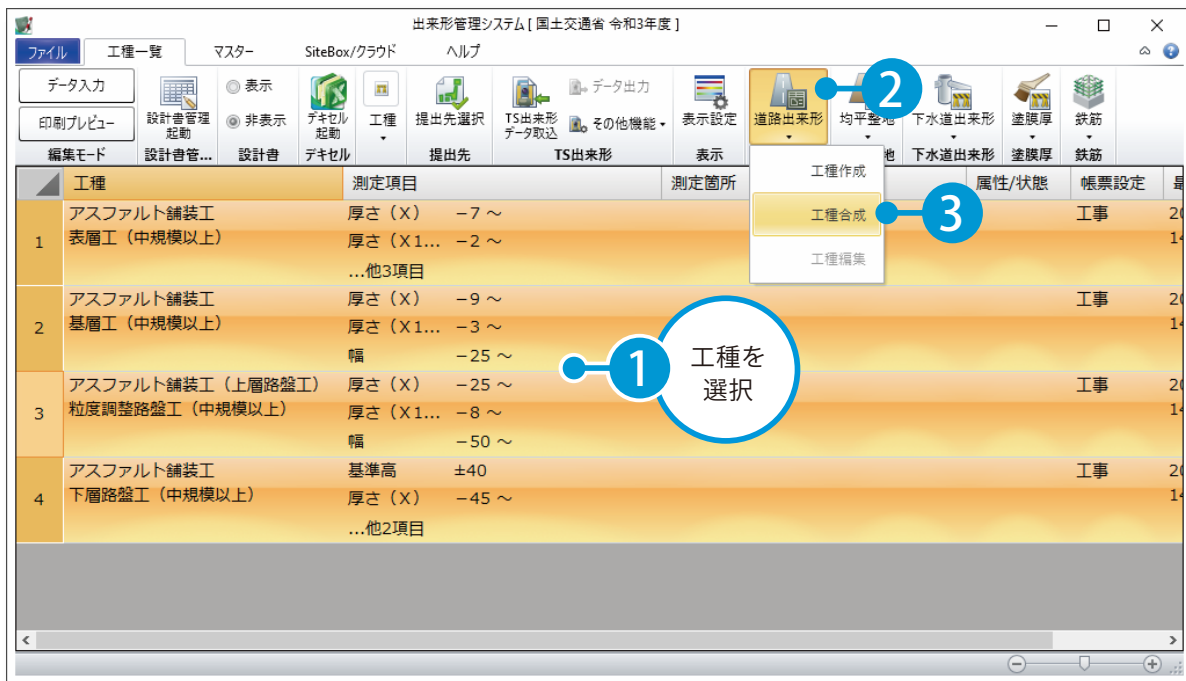 出来形管理システム [ 国土交通省 令和3年度 ]
ファイル 工種一覧 マスター SiteBox/クラウド ヘルプ
データ入力
印刷プレビュー
編集モード
設計書管理
起動
設計書管...
表示
非表示
設計書
デキセル
起動
デキセル
工種
提出先選択
提出先
TS出来形
データ取込
データ出力
その他機能
TS出来形
表示設定
表示
道路出来形
2
均平整地
地
下水道出来形
下水道出来形
塗膜厚
塗膜厚
鉄筋
鉄筋
工種作成
工種合成
3
工種編集
工種 測定項目 測定箇所 属性/状態 帳票設定
1
アスファルト舗装工 厚さ（X） −7 ～ 工事 20
表層工（中規模以上） 厚さ（X1... −2 ～ 14
...他3項目
2
アスファルト舗装工 厚さ（X） −9 ～ 工事 20
基層工（中規模以上） 厚さ（X1... −3 ～ 14
幅 −25 ～
1
工種を
選択
3
アスファルト舗装工（上層路盤工） 厚さ（X） −25 ～ 工事 20
粒度調整路盤工（中規模以上） 厚さ（X1... −8 ～ 14
幅 −50 ～
4
アスファルト舗装工 基準高 ±40 工事 20
下層路盤工（中規模以上） 厚さ（X） −45 ～ 14
...他2項目